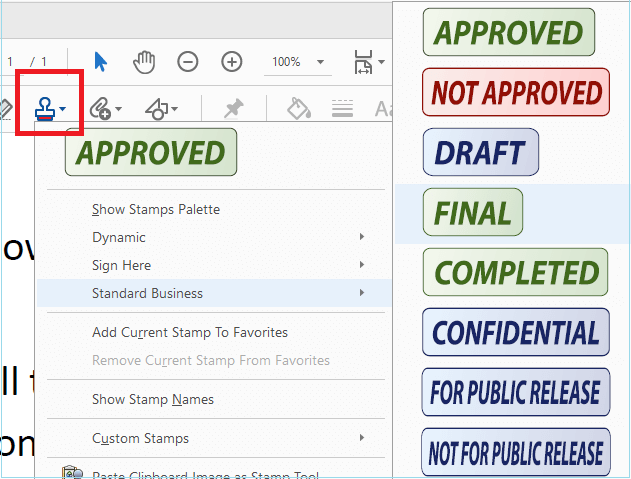 1 / 1
100%
Aa
APPROVED
Show Stamps Palette
Dynamic
Sign Here
Standard Business
Add Current Stamp To Favorites
Remove Current Stamp From Favorites
Show Stamp Names
Custom Stamps
Paste Clipboard Image as Stamp Tool
ow
ll t
on
APPROVED
NOT APPROVED
DRAFT
FINAL
COMPLETED
CONFIDENTIAL
FOR PUBLIC RELEASE
NOT FOR PUBLIC RELEASE